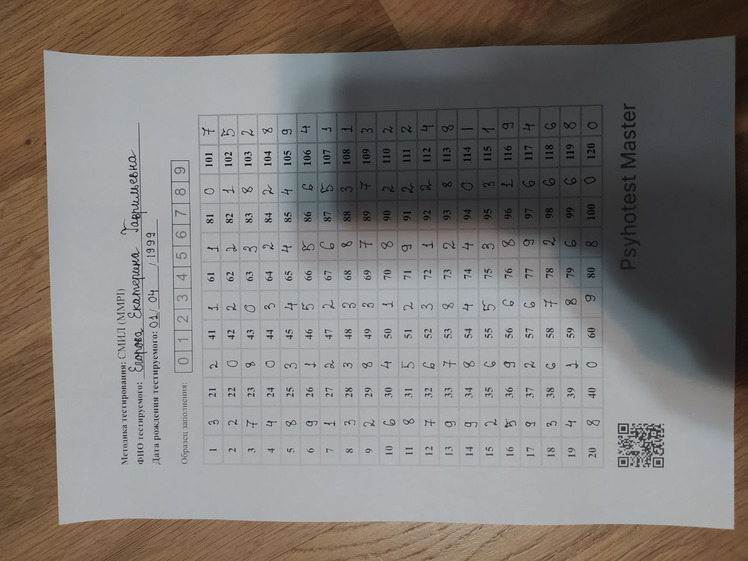 Методика тестирования: СМИЛ (MMPI)
ФИО тестируемого: Егорова Екатерина Гаврильевна
Дата рождения тестируемого: 01/04/1999
Образец заполнения: 0 1 2 3 4 5 6 7 8 9
1 3 21 2 41 1 61 1 81 0 101 7
2 2 22 0 42 2 62 2 82 1 102 5
3 7 23 8 43 0 63 3 83 8 103 2
4 4 24 0 44 3 64 2 84 2 104 8
5 8 25 3 45 4 65 4 85 4 105 9
6 9 26 1 46 5 66 5 86 6 106 4
7 1 27 2 47 2 67 6 87 5 107 1
8 3 28 3 48 3 68 8 88 3 108 1
9 2 29 8 49 3 69 7 89 7 109 3
10 6 30 4 50 1 70 8 90 2 110 2
11 8 31 5 51 2 71 9 91 2 111 2
12 7 32 6 52 3 72 1 92 2 112 4
13 9 33 7 53 8 73 2 93 8 113 8
14 9 34 8 54 4 74 4 94 0 114 1
15 2 35 6 55 5 75 3 95 3 115 1
16 5 36 9 56 6 76 8 96 1 116 9
17 9 37 2 57 6 77 9 97 6 117 4
18 3 38 6 58 7 78 2 98 6 118 6
19 4 39 1 59 8 79 6 99 6 119 8
20 8 40 0 60 9 80 8 100 0 120 0
Psyhotest Master